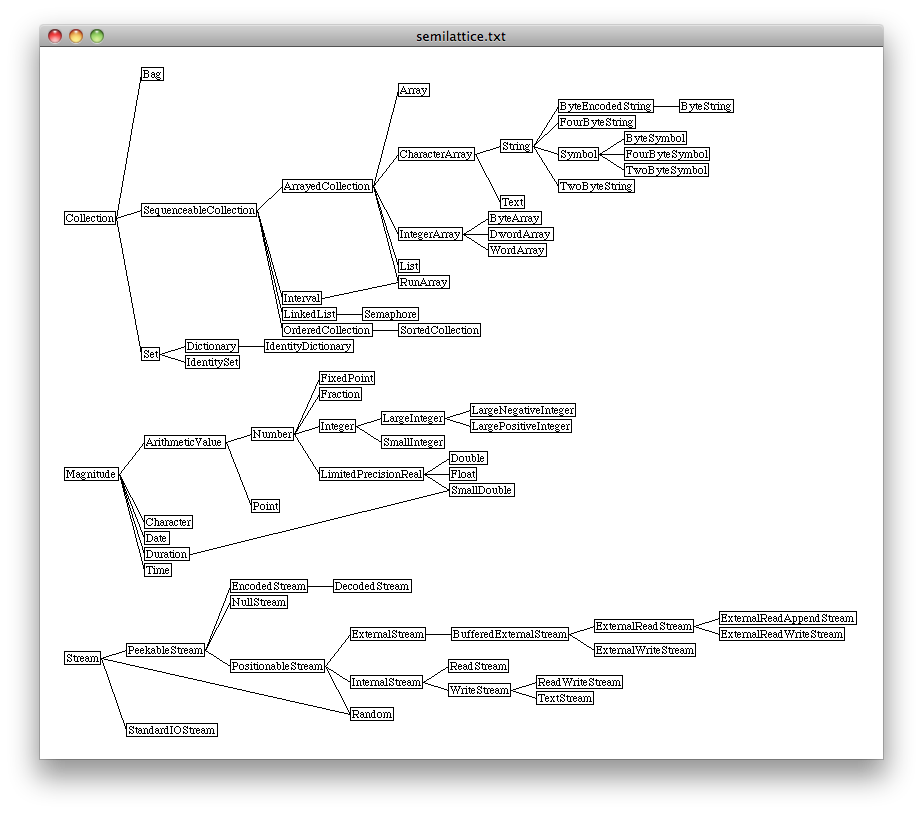 semilattice.txt
Bag
Array
ByteEncodedString ByteString
FourByteString
ByteSymbol
String
CharacterArray
Symbol FourByteSymbol
TwoByteSymbol
ArrayedCollection
TwoByteString
Text
SequenceableCollection
Collection
ByteArray
IntegerArray DwordArray
WordArray
List
RunArray
Interval
LinkedList Semaphore
OrderedCollection SortedCollection
Dictionary IdentityDictionary
Set
IdentitySet
FixedPoint
Fraction
LargeNegativeInteger
LargeInteger
Integer LargePositiveInteger
Number
ArithmeticValue SmallInteger
Double
Magnitude LimitedPrecisionReal Float
SmallDouble
Point
Character
Date
Duration
Time
EncodedStream DecodedStream
NullStream
ExternalReadAppendStream
ExternalReadStream
ExternalStream BufferedExternalStream ExternalReadWriteStream
PeekableStream ExternalWriteStream
Stream
PositionableStream ReadStream
InternalStream ReadWriteStream
WriteStream
TextStream
Random
StandardIOStream